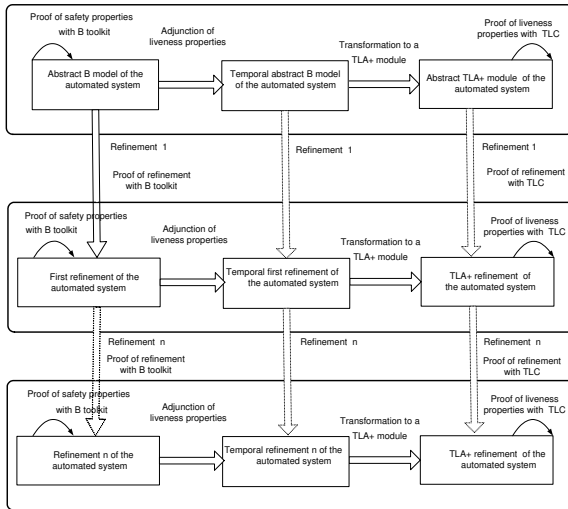 Proof of safety properties
with B toolkit
Adjunction of
liveness properties
Transformation to a
TLA+ module
Proof of liveness
properties with TLC
Abstract B model of the
automated system
Temporal abstract B model
of the automated system
Abstract TLA+ module of the
automated system
Refinement 1
Proof of refinement
with B toolkit
Refinement 1
Refinement 1
Proof of refinement
with TLC
Proof of safety properties
with B toolkit
Adjunction of
liveness properties
Transformation to a
TLA+ module
Proof of liveness
properties with TLC
First refinement of the
automated system
Temporal first refinement of
the automated system
TLA+ refinement of
the automated system
Refinement n
Proof of refinement
with B toolkit
Refinement n
Refinement n
Proof of refinement
with TLC
Proof of safety properties
with B toolkit
Adjunction of
liveness properties
Transformation to a
TLA+ module
Proof of liveness
properties with TLC
Refinement n of the
automated system
Temporal refinement n of
the automated system
TLA+ refinement of the
automated system